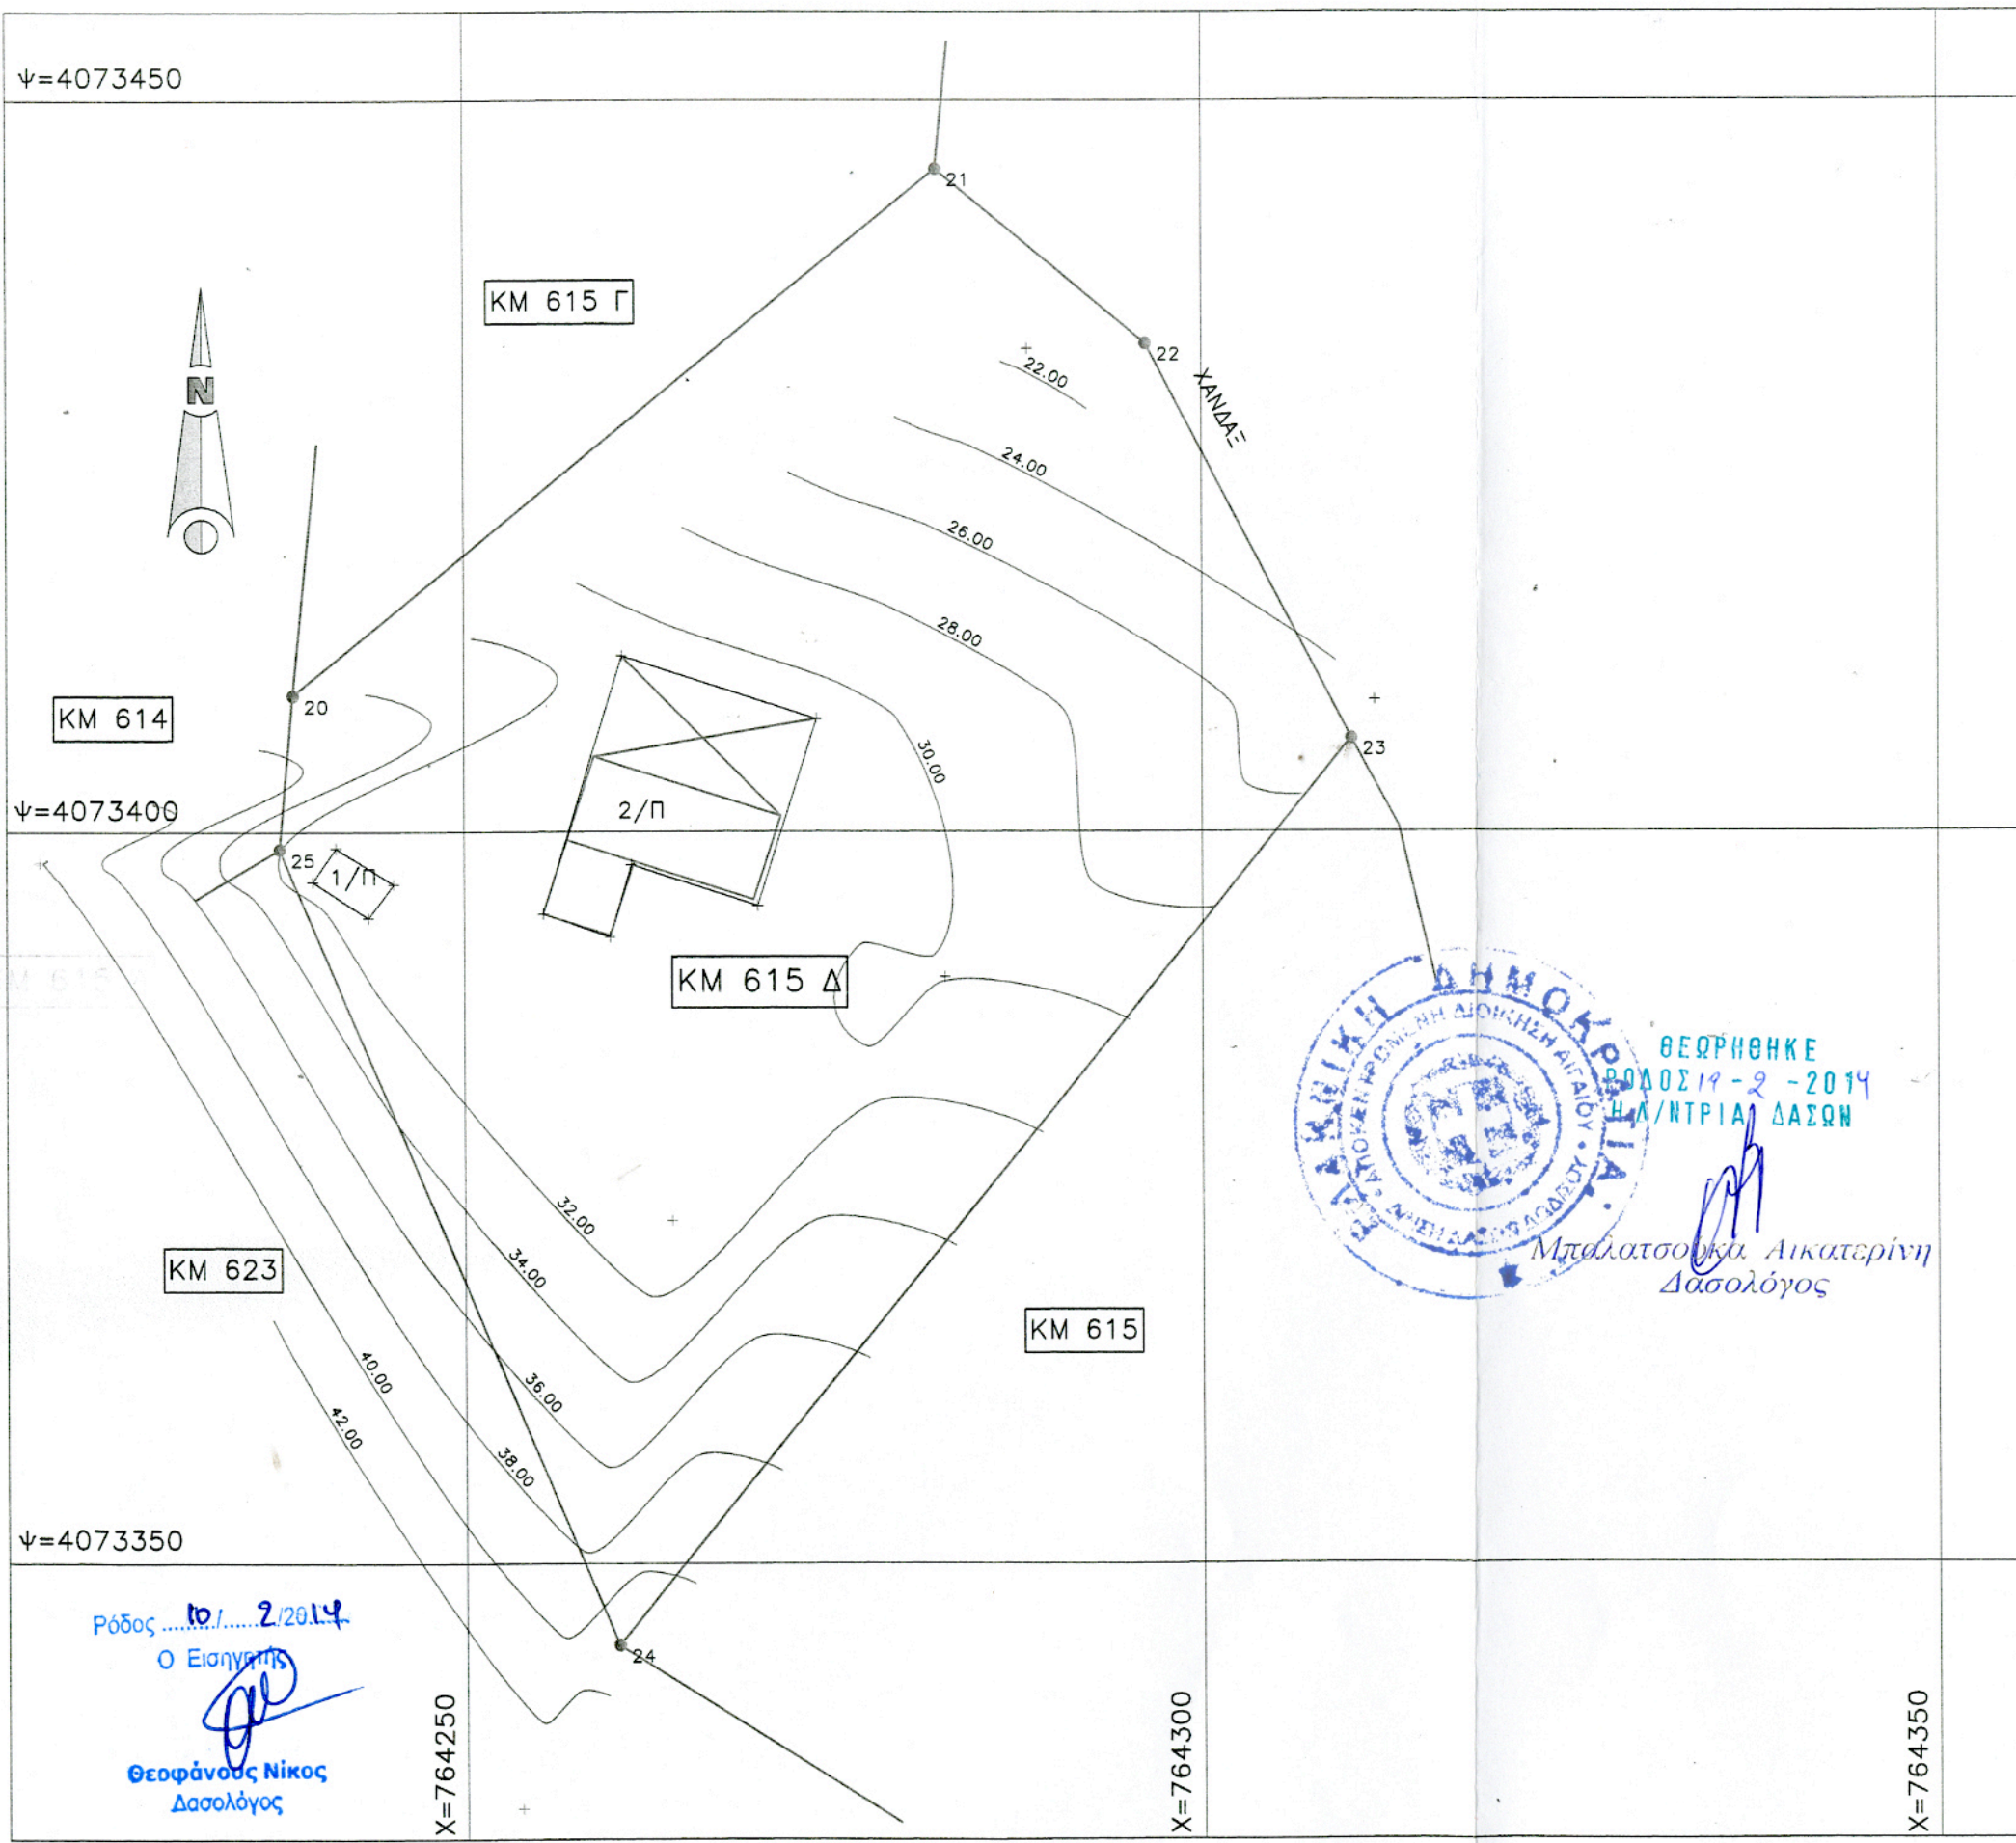 ψ=4073450
21
ΚΜ 615 Γ
22
22.00
ΧΑΝΔΑΞ
N
24.00
26.00
28.00
ΚΜ 614
20
30.00
23
ψ=4073400
2/Π
25
1/Π
ΚΜ 615 Δ
ΕΛΛΗΝΙΚΗ ΔΗΜΟΚΡΑΤΙΑ
ΑΠΟΚΕΝΤΡΩΜΕΝΗ ΔΙΟΙΚΗΣΗ ΑΙΓΑΙΟΥ
ΘΕΩΡΗΘΗΚΕ
ΡΟΔΟΣ 19 - 2 - 2014
Η Δ/ΝΤΡΙΑ ΔΑΣΩΝ
32.00
34.00
Μπαλατσούκα Αικατερίνη
Δασολόγος
ΚΜ 623
ΚΜ 615
40.00
36.00
42.00
38.00
ψ=4073350
Ρόδος 10/ 2/2014
Ο Εισηγητής
24
Θεοφάνους Νίκος
Δασολόγος
Χ=764250
Χ=764300
Χ=764350